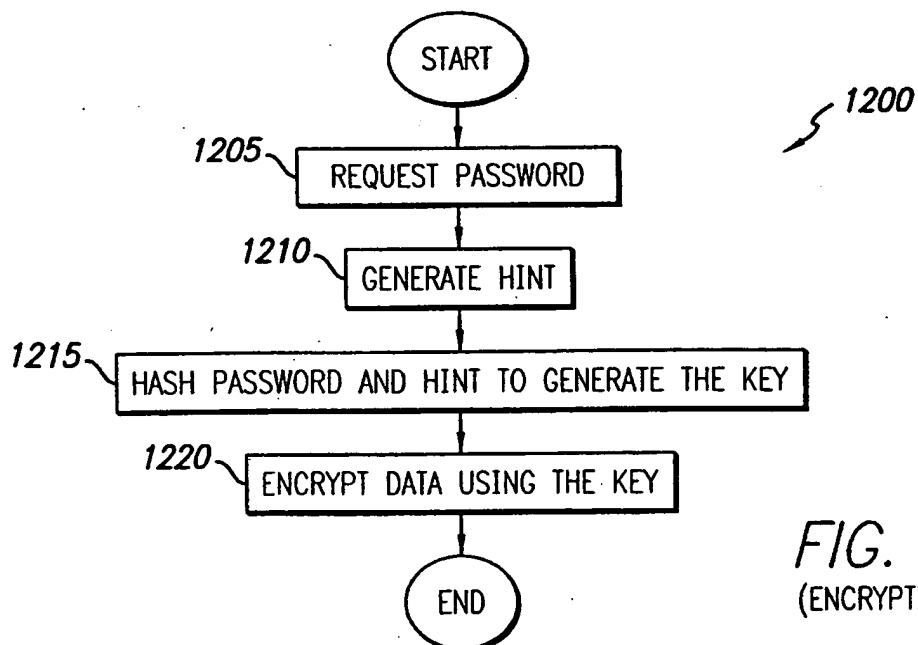 START
1200
1205
REQUEST PASSWORD
1210
GENERATE HINT
1215
HASH PASSWORD AND HINT TO GENERATE THE KEY
1220
ENCRYPT DATA USING THE KEY
END
FIG.
(ENCRYPT